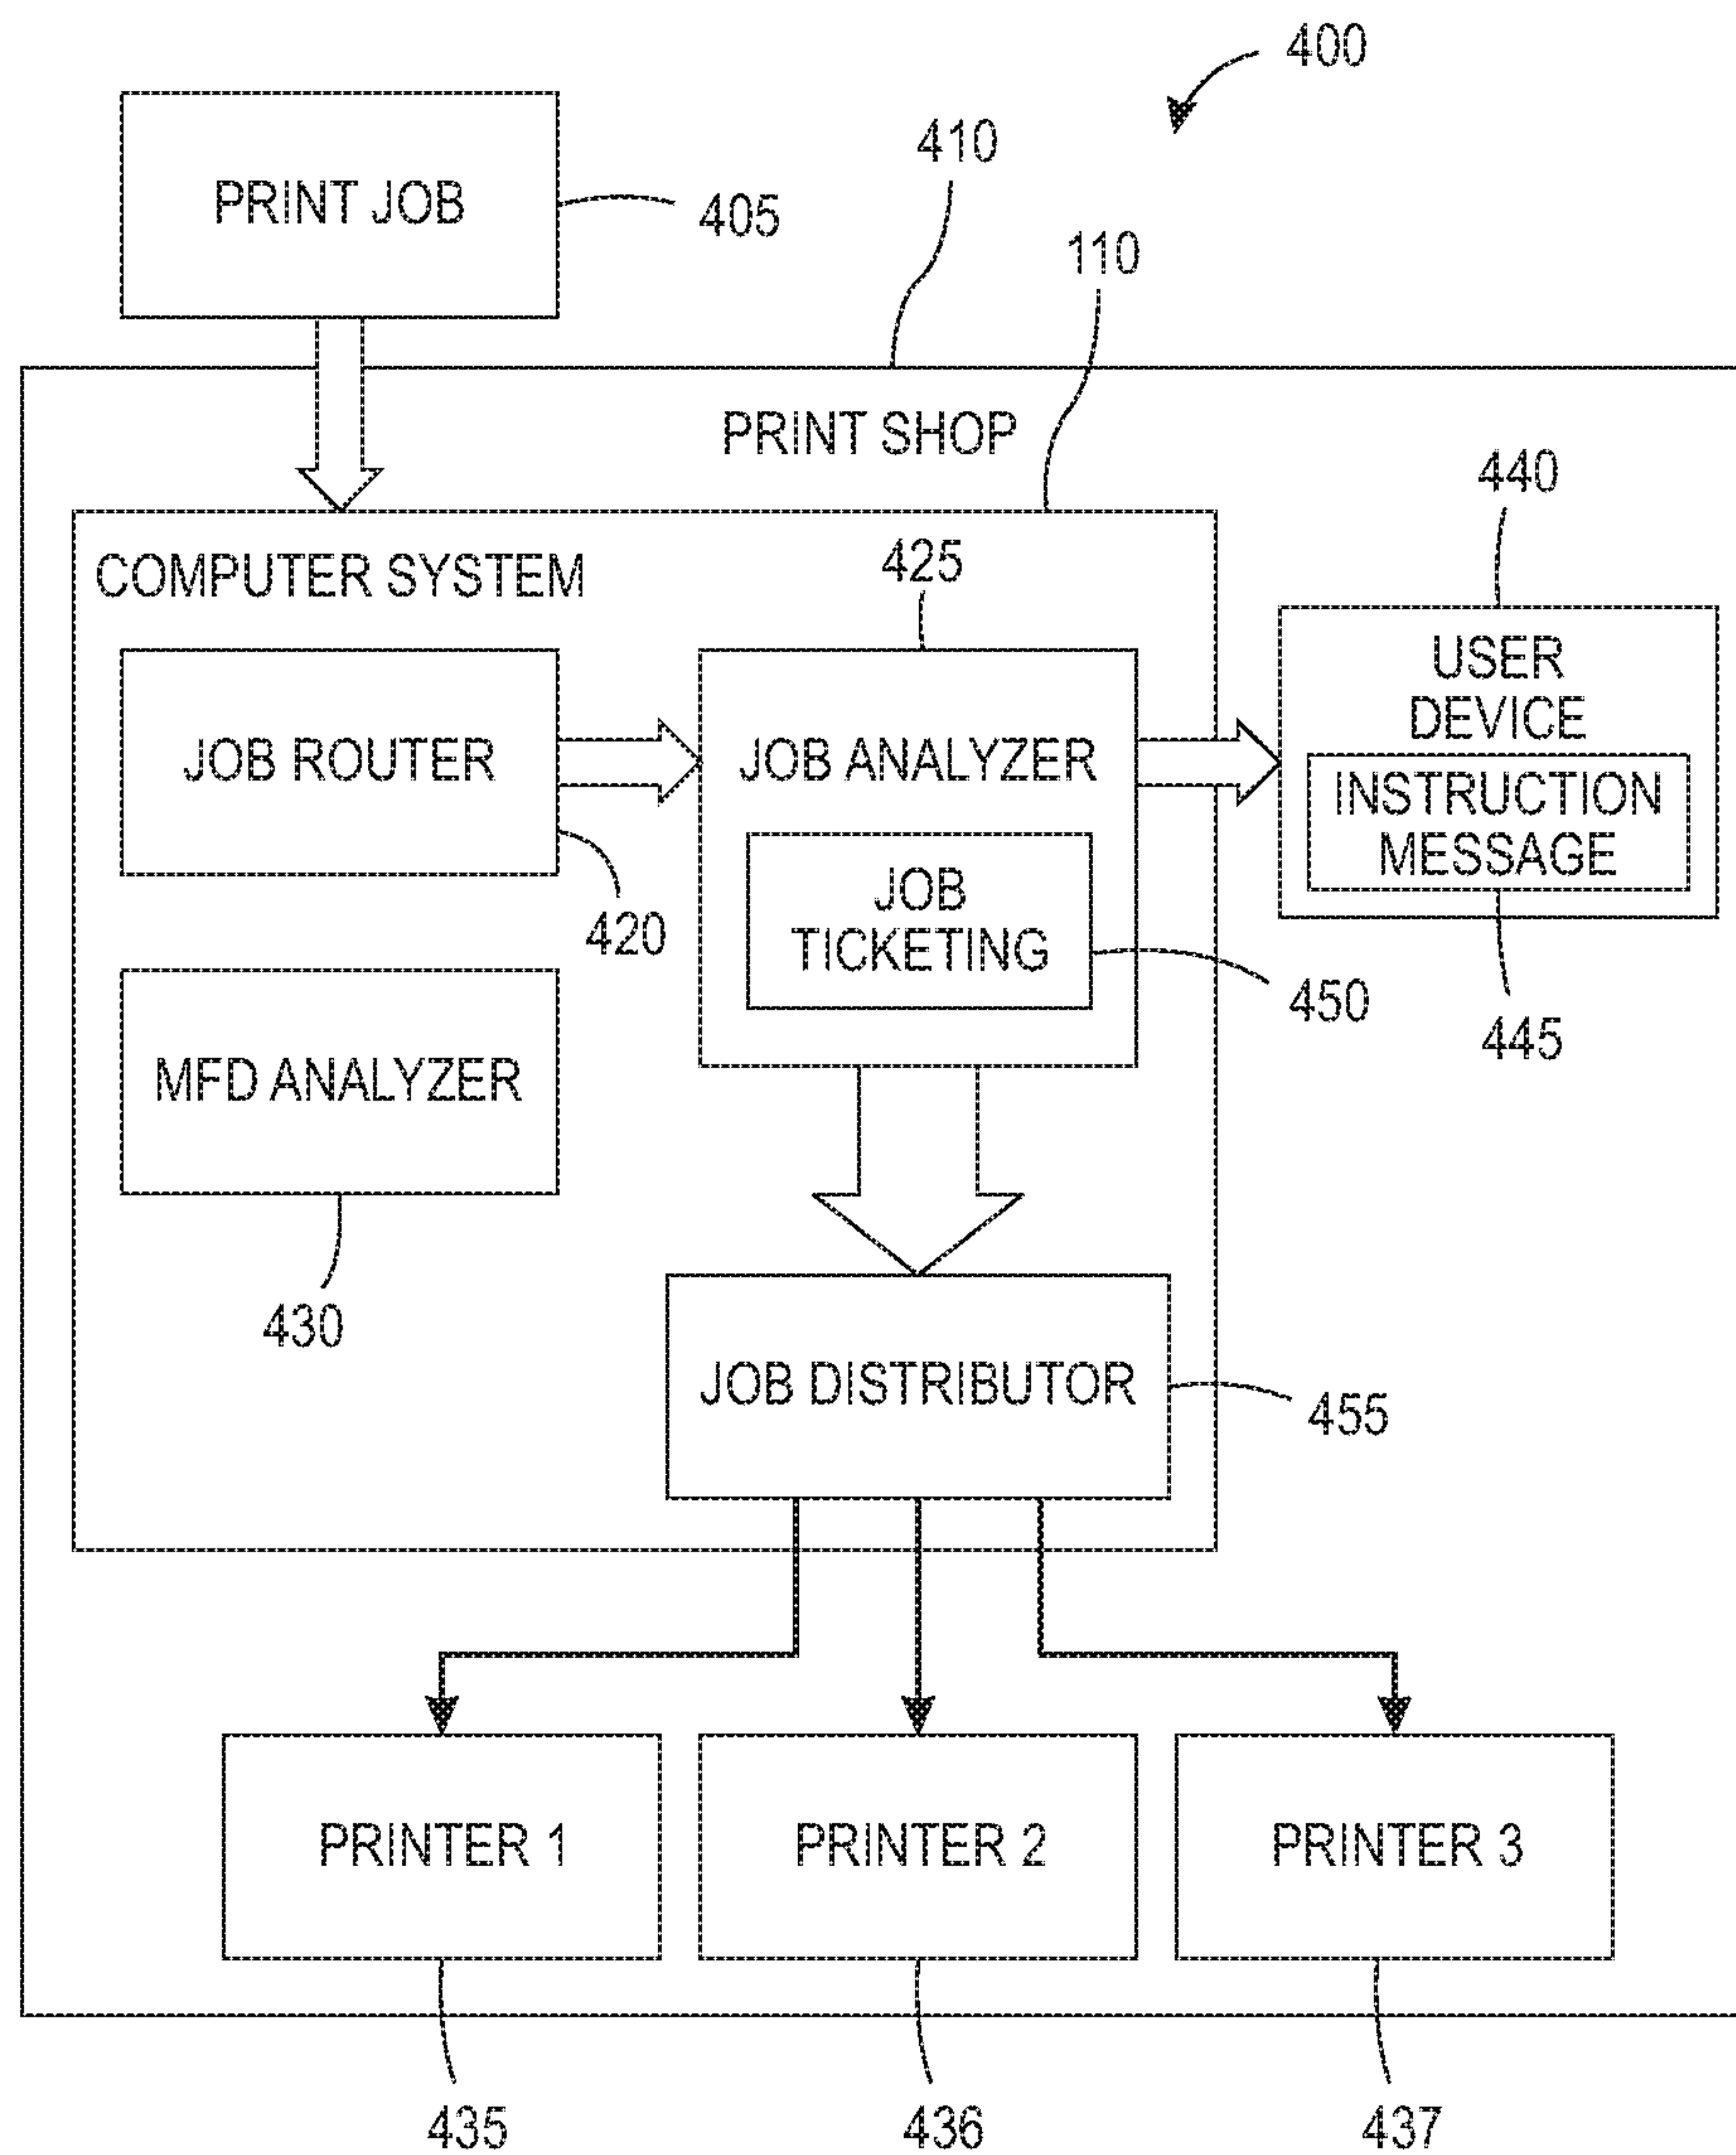 400
410
PRINT JOB
405
110
PRINT SHOP
440
COMPUTER SYSTEM
425
USER
DEVICE
JOB ROUTER
JOB ANALYZER
INSTRUCTION
MESSAGE
JOB
TICKETING
420
450
445
MFD ANALYZER
430
JOB DISTRIBUTOR
455
PRINTER 1
PRINTER 2
PRINTER 3
435
436
437